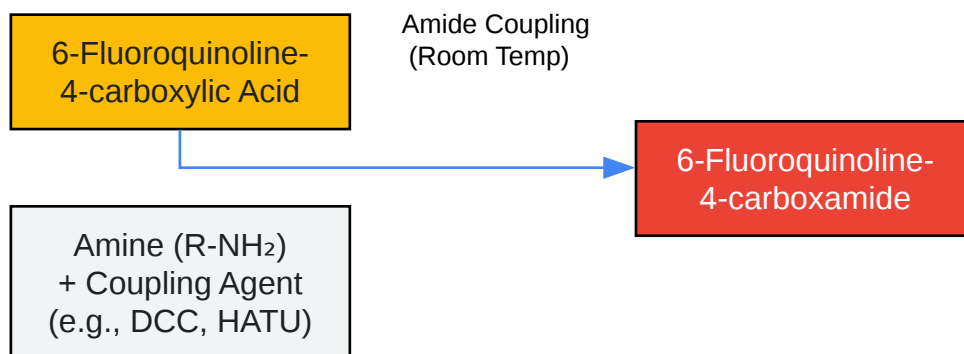 6-Fluoroquinoline-
4-carboxylic Acid
Amide Coupling
(Room Temp)
6-Fluoroquinoline-
4-carboxamide
Amine (R-NH₂)
+ Coupling Agent
(e.g., DCC, HATU)